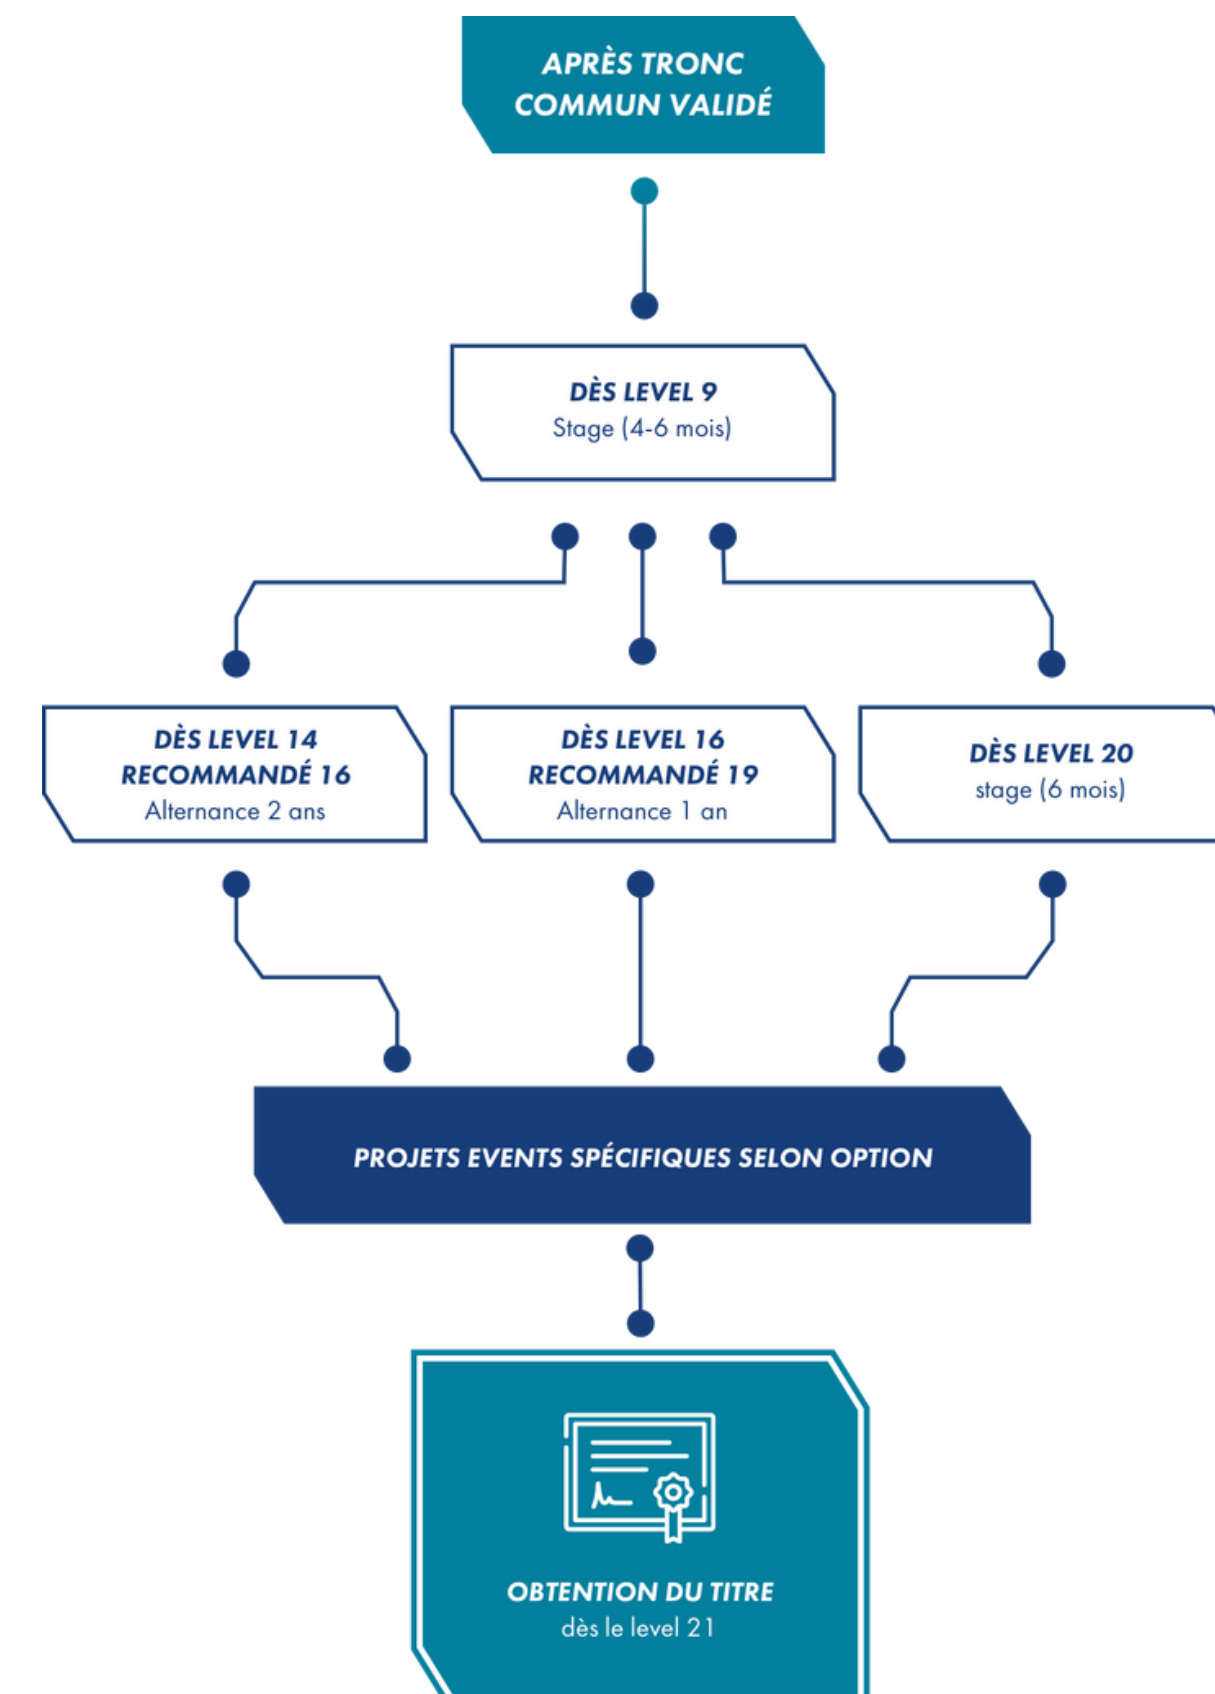 APRÈS TRONC
COMMUN VALIDÉ
DÈS LEVEL 9
Stage (4-6 mois)
DÈS LEVEL 14
RECOMMANDÉ 16
Alternance 2 ans
DÈS LEVEL 16
RECOMMANDÉ 19
Alternance 1 an
DÈS LEVEL 20
stage (6 mois)
PROJETS EVENTS SPÉCIFIQUES SELON OPTION
OBTENTION DU TITRE
dès le level 21